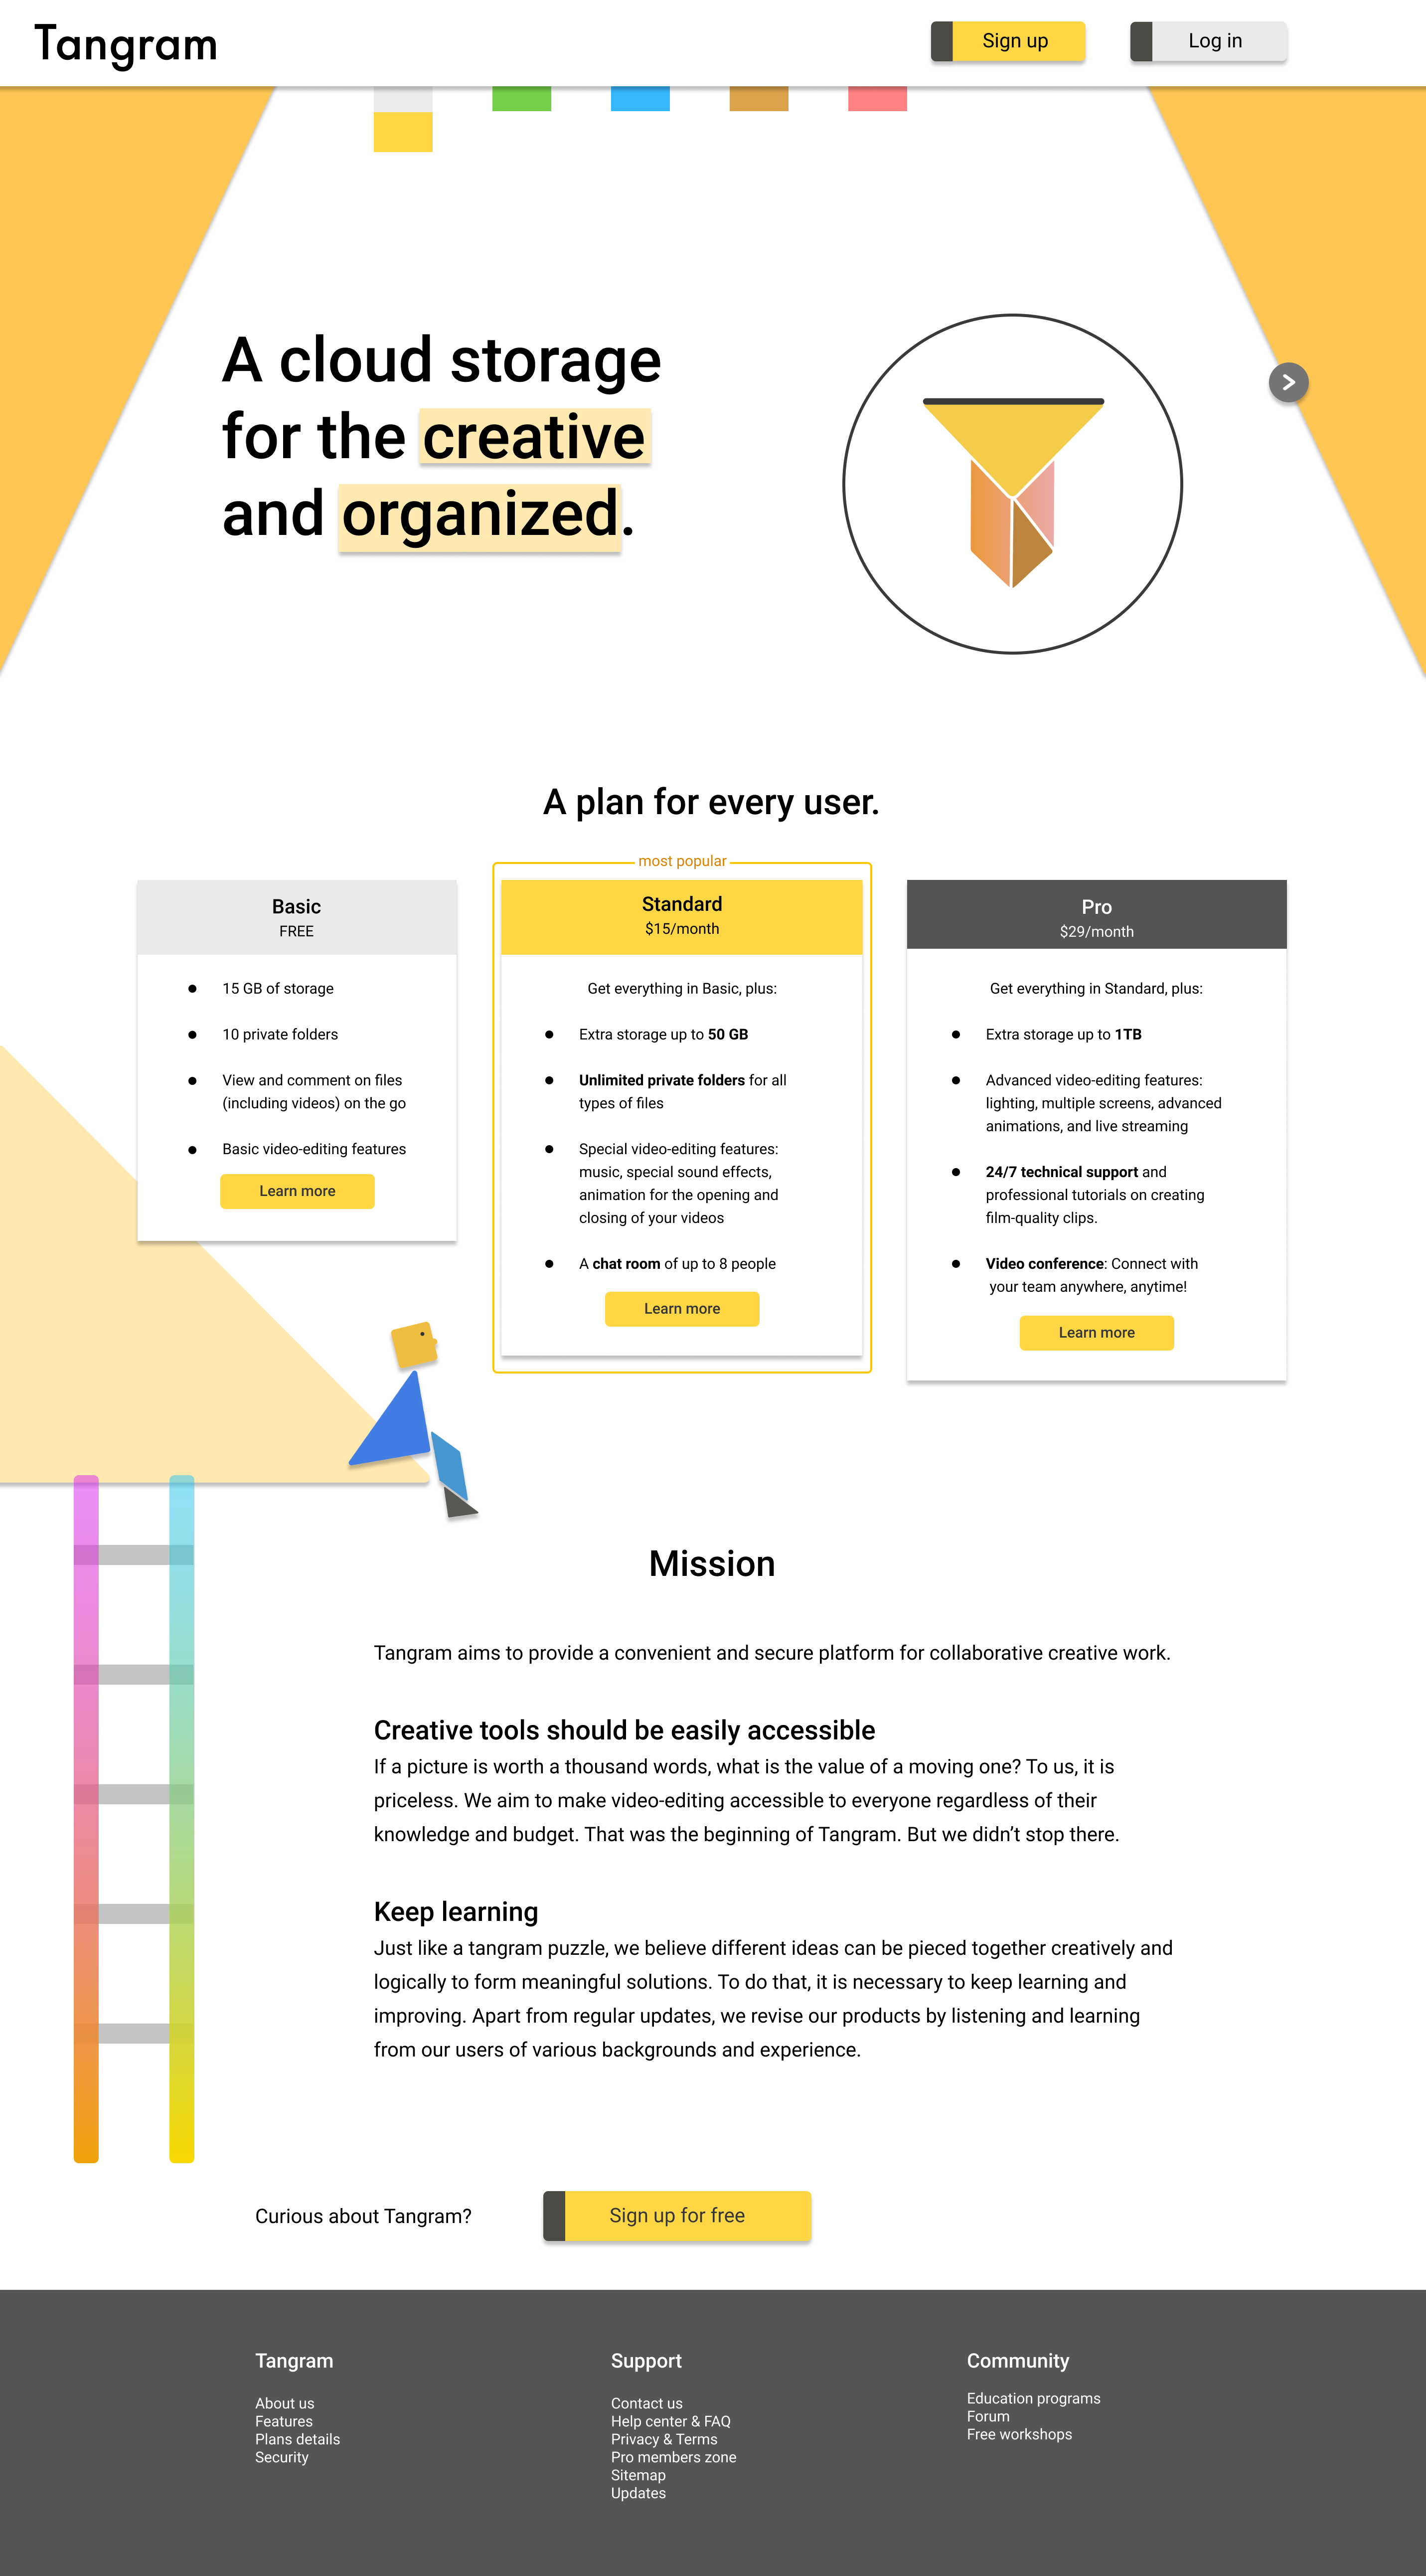 Tangram
Sign up
Log in
A cloud storage
for the creative
and organized.
A plan for every user.
Basic
FREE
15 GB of storage
10 private folders
View and comment on files
(including videos) on the go
Basic video-editing features
Learn more
most popular
Standard
$15/month
Get everything in Basic, plus:
Extra storage up to 50 GB
Unlimited private folders for all
types of files
Special video-editing features:
music, special sound effects,
animation for the opening and
closing of your videos
A chat room of up to 8 people
Learn more
Pro
$29/month
Get everything in Standard, plus:
Extra storage up to 1TB
Advanced video-editing features:
lighting, multiple screens, advanced
animations, and live streaming
24/7 technical support and
professional tutorials on creating
film-quality clips.
Video conference: Connect with
your team anywhere, anytime!
Learn more
Mission
Tangram aims to provide a convenient and secure platform for collaborative creative work.
Creative tools should be easily accessible
If a picture is worth a thousand words, what is the value of a moving one? To us, it is
priceless. We aim to make video-editing accessible to everyone regardless of their
knowledge and budget. That was the beginning of Tangram. But we didn’t stop there.
Keep learning
Just like a tangram puzzle, we believe different ideas can be pieced together creatively and
logically to form meaningful solutions. To do that, it is necessary to keep learning and
improving. Apart from regular updates, we revise our products by listening and learning
from our users of various backgrounds and experience.
Curious about Tangram?
Sign up for free
Tangram
About us
Features
Plans details
Security
Support
Contact us
Help center & FAQ
Privacy & Terms
Pro members zone
Sitemap
Updates
Community
Education programs
Forum
Free workshops